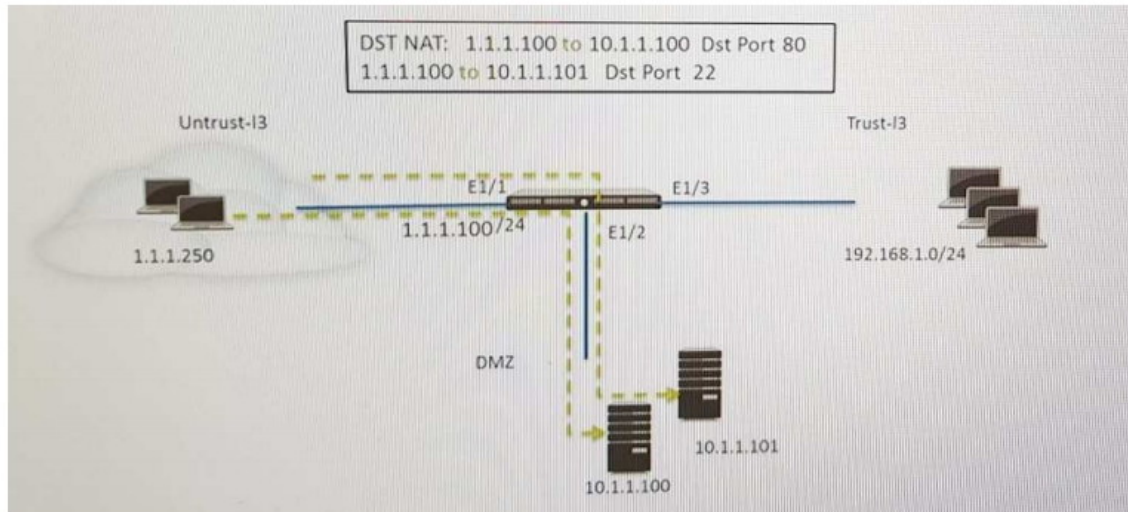 DST NAT: 1.1.1.100 to 10.1.1.100 Dst Port 80
1.1.1.100 to 10.1.1.101 Dst Port 22
Untrust-l3
Trust-l3
E1/1
E1/3
1.1.1.100/24
E1/2
1.1.1.250
192.168.1.0/24
DMZ
10.1.1.101
10.1.1.100